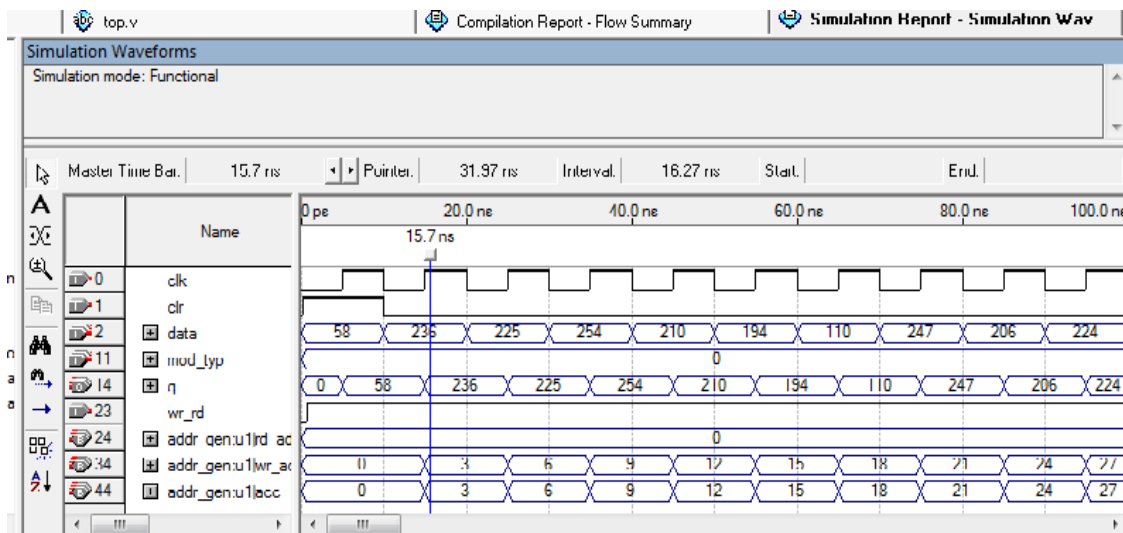 abc top.v Compilation Report - Flow Summary Simulation Report - Simulation Wav
Simulation Waveforms
Simulation mode: Functional
Master Time Bar: 15.7 ns Pointer: 31.97 ns Interval: 16.27 ns Start: End:
A
Name
0 ps 20.0 ns 40.0 ns 60.0 ns 80.0 ns 100.0 ns
15.7 ns
0 clk
1 clr
2 data 58 236 225 254 210 194 110 247 206 224
11 mod_typ 0
14 q 0 58 236 225 254 210 194 110 247 206 224
23 wr_rd
24 addr_gen:u1|rd_ad 0
34 addr_gen:u1|wr_ad 0 3 6 9 12 15 18 21 24 27
44 addr_gen:u1|acc 0 3 6 9 12 15 18 21 24 27